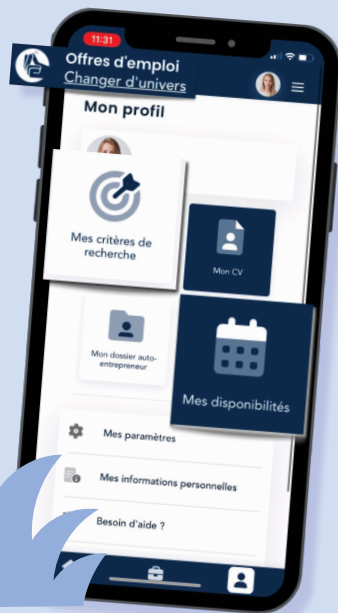 11:31
Offres d'emploi
Changer d'univers
Mon profil
Mes critères de
recherche
Mon CV
Mon dossier auto-
entrepreneur
Mes disponibilités
Mes paramètres
Mes informations personnelles
Besoin d'aide ?